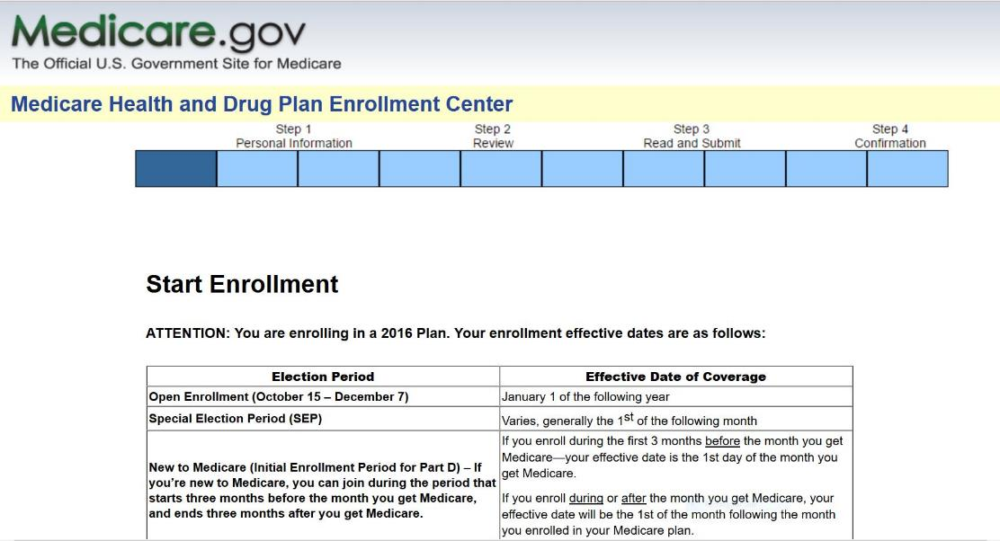 Medicare.gov
The Official U.S. Government Site for Medicare
Medicare Health and Drug Plan Enrollment Center
Step 1
Personal Information
Step 2
Review
Step 3
Read and Submit
Step 4
Confirmation
Start Enrollment
ATTENTION: You are enrolling in a 2016 Plan. Your enrollment effective dates are as follows:
Election Period
Effective Date of Coverage
Open Enrollment (October 15 – December 7)
January 1 of the following year
Special Election Period (SEP)
Varies, generally the 1st of the following month
New to Medicare (Initial Enrollment Period for Part D) – If
you're new to Medicare, you can join during the period that
starts three months before the month you get Medicare,
and ends three months after you get Medicare.
If you enroll during the first 3 months before the month you get
Medicare—your effective date is the 1st day of the month you
get Medicare.
If you enroll during or after the month you get Medicare, your
effective date will be the 1st of the month following the month
you enrolled in your Medicare plan.